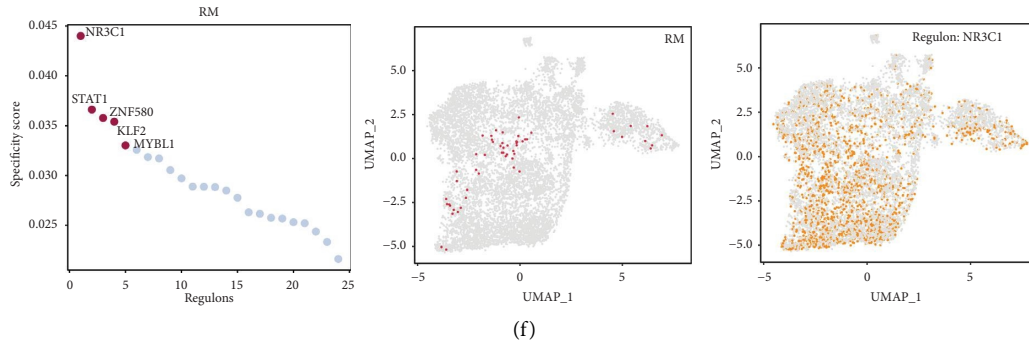 RM
Specificity score
0.045
0.040
0.035
0.030
0.025
NR3C1
STAT1
ZNF580
KLF2
MYBL1
0 5 10 15 20 25
Regulons
RM
UMAP_2
5.0
2.5
0.0
−2.5
−5.0
−5 0 5
UMAP_1
Regulon: NR3C1
UMAP_2
5.0
2.5
0.0
−2.5
−5.0
−5 0 5
UMAP_1
(f)